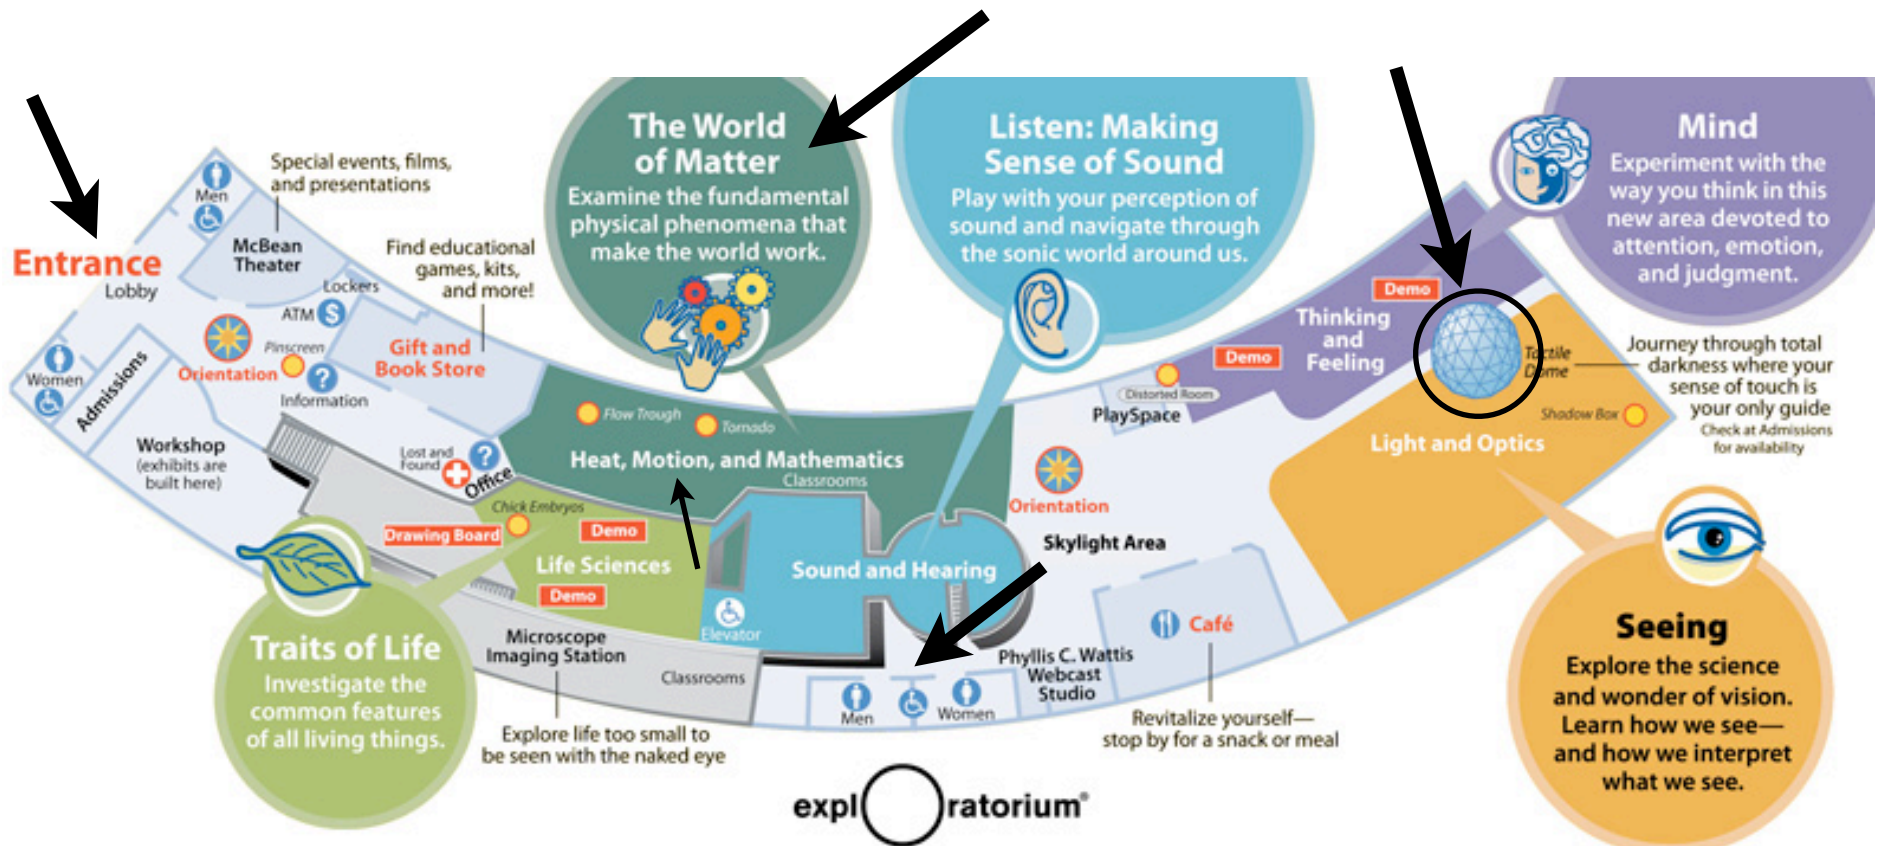 Entrance
Lobby
Men
Special events, films,
and presentations
McBean
Theater
Lockers
ATM
$
Find educational
games, kits,
and more!
Gift and
Book Store
Pinscreen
Orientation
?
Information
Women
Admissions
Workshop
(exhibits are
built here)
Lost and
Found
?
Office
The World
of Matter
Examine the fundamental
physical phenomena that
make the world work.
Flow Trough
Tornado
Heat, Motion, and Mathematics
Classrooms
Chick Embryos
Drawing Board
Demo
Life Sciences
Demo
Traits of Life
Investigate the
common features
of all living things.
Microscope
Imaging Station
Classrooms
Explore life too small to
be seen with the naked eye
Listen: Making
Sense of Sound
Play with your perception of
sound and navigate through
the sonic world around us.
Sound and Hearing
Elevator
Men
Women
Phyllis C. Wattis
Webcast
Studio
Orientation
Skylight Area
Café
Revitalize yourself—
stop by for a snack or meal
Distorted Room
PlaySpace
Demo
Demo
Thinking
and
Feeling
Mind
Experiment with the
way you think in this
new area devoted to
attention, emotion,
and judgment.
Tactile
Dome
Journey through total
darkness where your
sense of touch is
your only guide
Check at Admissions
for availability
Shadow Box
Light and Optics
Seeing
Explore the science
and wonder of vision.
Learn how we see—
and how we interpret
what we see.
explOratorium®